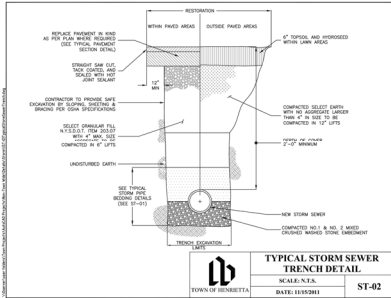 RESTORATION
WITHIN PAVED AREAS
OUTSIDE PAVED AREAS
REPLACE PAVEMENT IN KIND
AS PER PLAN WHERE REQUIRED
(SEE TYPICAL PAVEMENT
SECTION DETAIL)
6" TOPSOIL AND HYDROSEED
WITHIN LAWN AREAS
STRAIGHT SAW CUT,
TACK COATED, AND
SEALED WITH HOT
JOINT SEALANT
12"
MIN
CONTRACTOR TO PROVIDE SAFE
EXCAVATION BY SLOPING, SHEETING &
BRACING PER OSHA SPECIFICATIONS
COMPACTED SELECT EARTH
WITH NO AGGREGATE LARGER
THAN 4" IN SIZE TO BE
COMPACTED IN 12" LIFTS
SELECT GRANULAR FILL
N.Y.S.D.O.T. ITEM 203.07
WITH 4" MAX. SIZE
AGGREGATE TO BE
COMPACTED IN 6" LIFTS
DEPTH OF COVER
2'-0" MINIMUM
UNDISTURBED EARTH
SEE TYPICAL
STORM PIPE
BEDDING DETAILS
(SEE ST-01)
NEW STORM SEWER
COMPACTED NO.1 & NO. 2 MIXED
CRUSHED WASHED STONE EMBEDMENT
TRENCH EXCAVATION
LIMITS
TOWN OF HENRIETTA
TYPICAL STORM SEWER
TRENCH DETAIL
SCALE: N.T.S.
DATE: 11/15/2011
ST-02